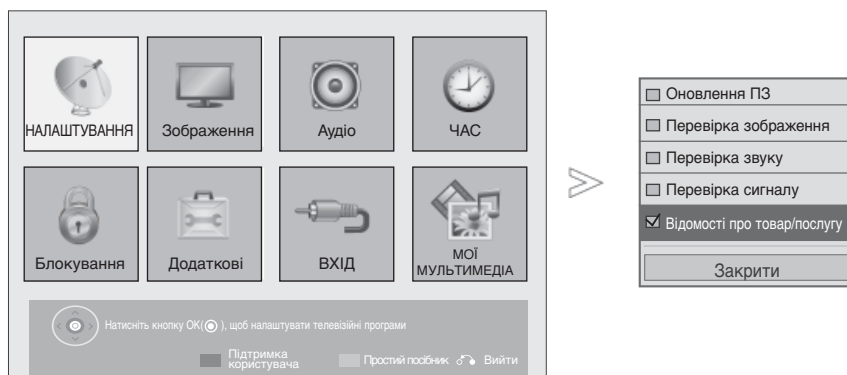 НАЛАШТУВАННЯ
Зображення
Аудіо
ЧАС
Блокування
Додаткові
ВХІД
МОЇ
МУЛЬТИМЕДІА
Натисніть кнопку ОК( ), щоб налаштувати телевізійні програми
Підтримка
користувача
Простий посібник
Вийти
Оновлення ПЗ
Перевірка зображення
Перевірка звуку
Перевірка сигналу
Відомості про товар/послугу
Закрити